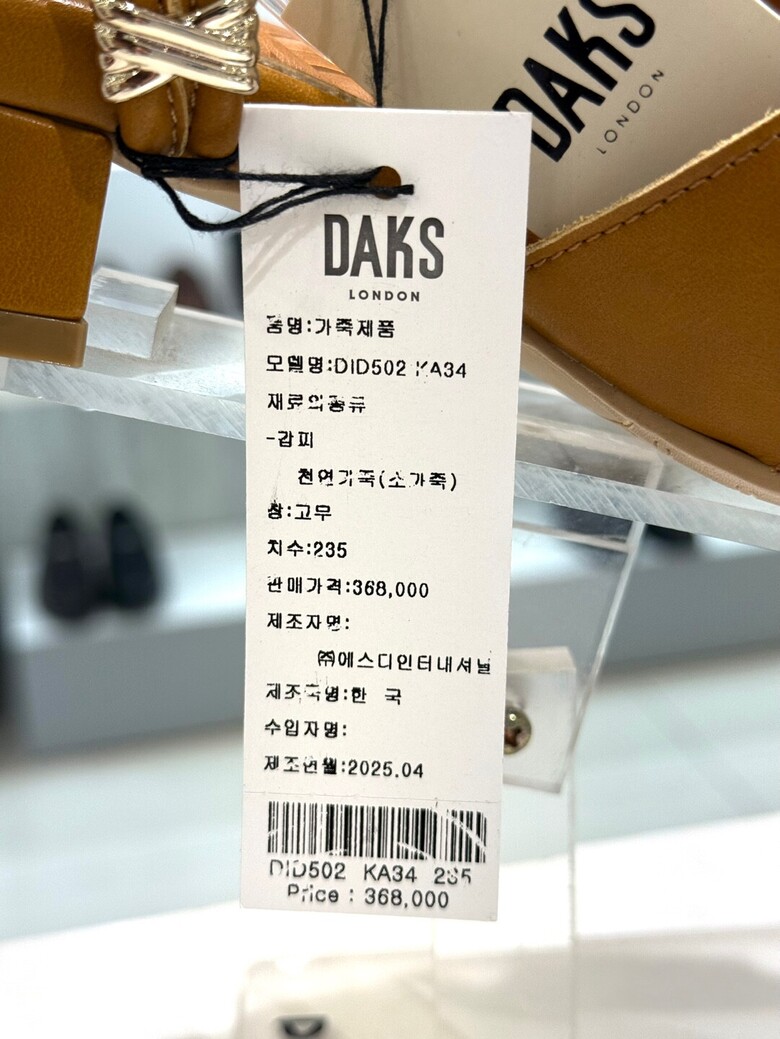 DAKS
LONDON
DAKS
LONDON
품명:가죽제품
모델명:DID502 KA34
재료의종류
-갑피
천연가죽(소가죽)
창:고무
치수:235
판매가격:368,000
제조자명:
㈜에스디인터내셔널
제조국명:한 국
수입자명:
제조연월:2025.04
DID502 KA34 235
Price : 368,000